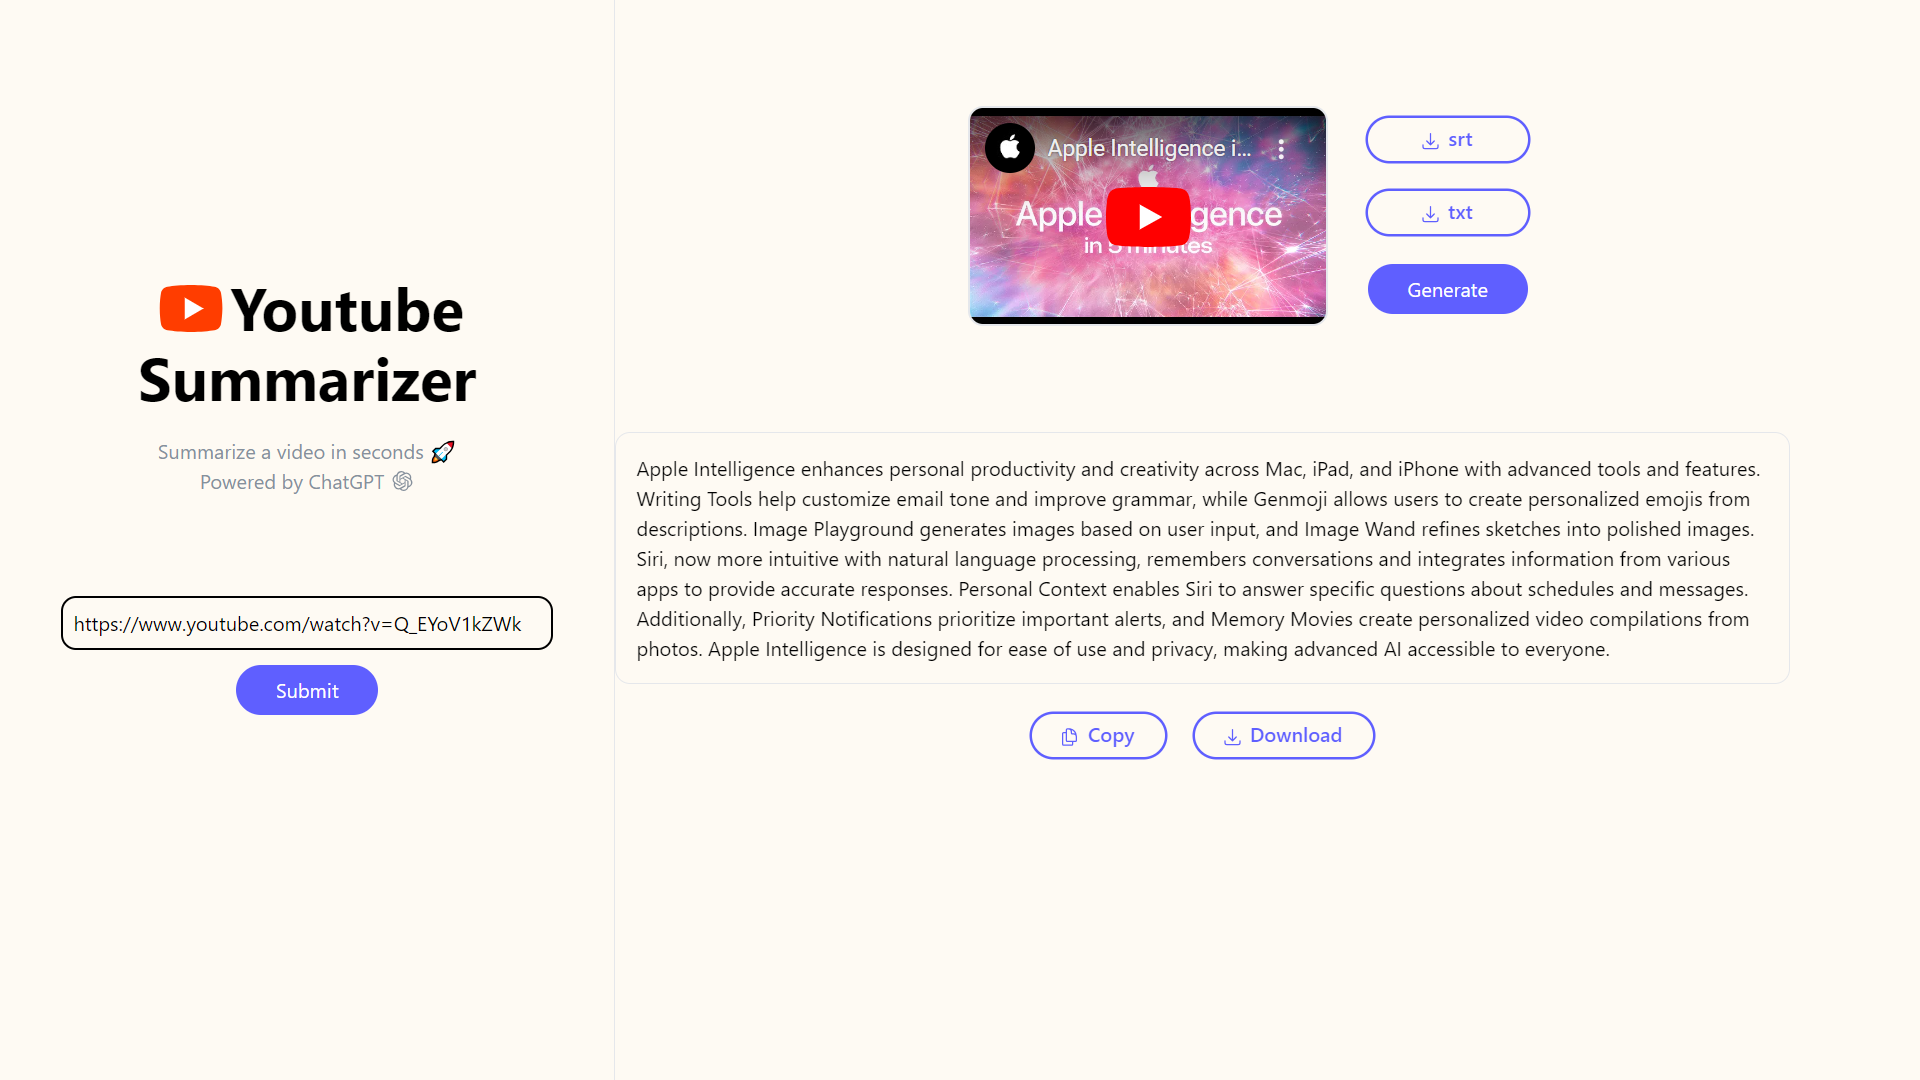 Youtube
Summarizer
Summarize a video in seconds 🚀
Powered by ChatGPT
https://www.youtube.com/watch?v=Q_EYoV1kZWk
Submit
Apple Intelligence i...
Apple
gence
in 5 minutes
srt
txt
Generate
Apple Intelligence enhances personal productivity and creativity across Mac, iPad, and iPhone with advanced tools and features.
Writing Tools help customize email tone and improve grammar, while Genmoji allows users to create personalized emojis from
descriptions. Image Playground generates images based on user input, and Image Wand refines sketches into polished images.
Siri, now more intuitive with natural language processing, remembers conversations and integrates information from various
apps to provide accurate responses. Personal Context enables Siri to answer specific questions about schedules and messages.
Additionally, Priority Notifications prioritize important alerts, and Memory Movies create personalized video compilations from
photos. Apple Intelligence is designed for ease of use and privacy, making advanced AI accessible to everyone.
Copy
Download